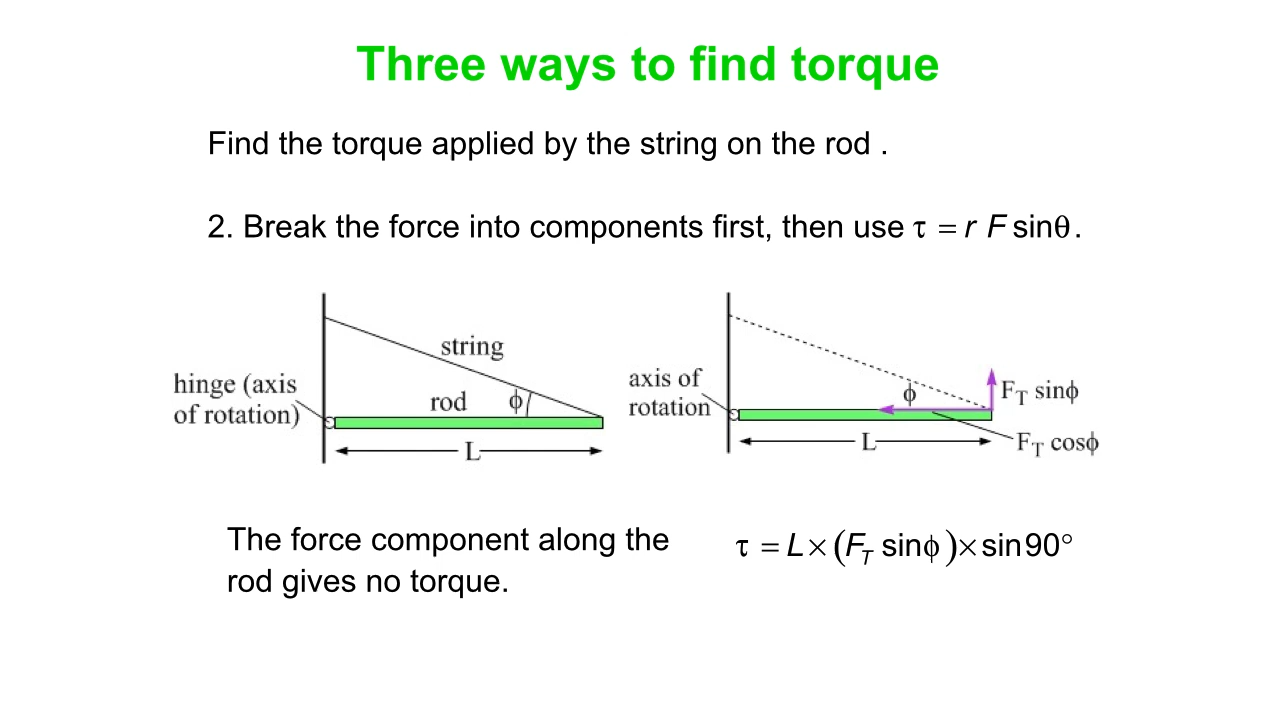 Three ways to find torque
Find the torque applied by the string on the rod .
2. Break the force into components first, then use τ = r F sinθ.
string
hinge (axis
of rotation)
rod
ϕ
L
axis of
rotation
ϕ
F_T sinϕ
L
F_T cosϕ
The force component along the
rod gives no torque.
τ = L×(F_T sinϕ)×sin90°